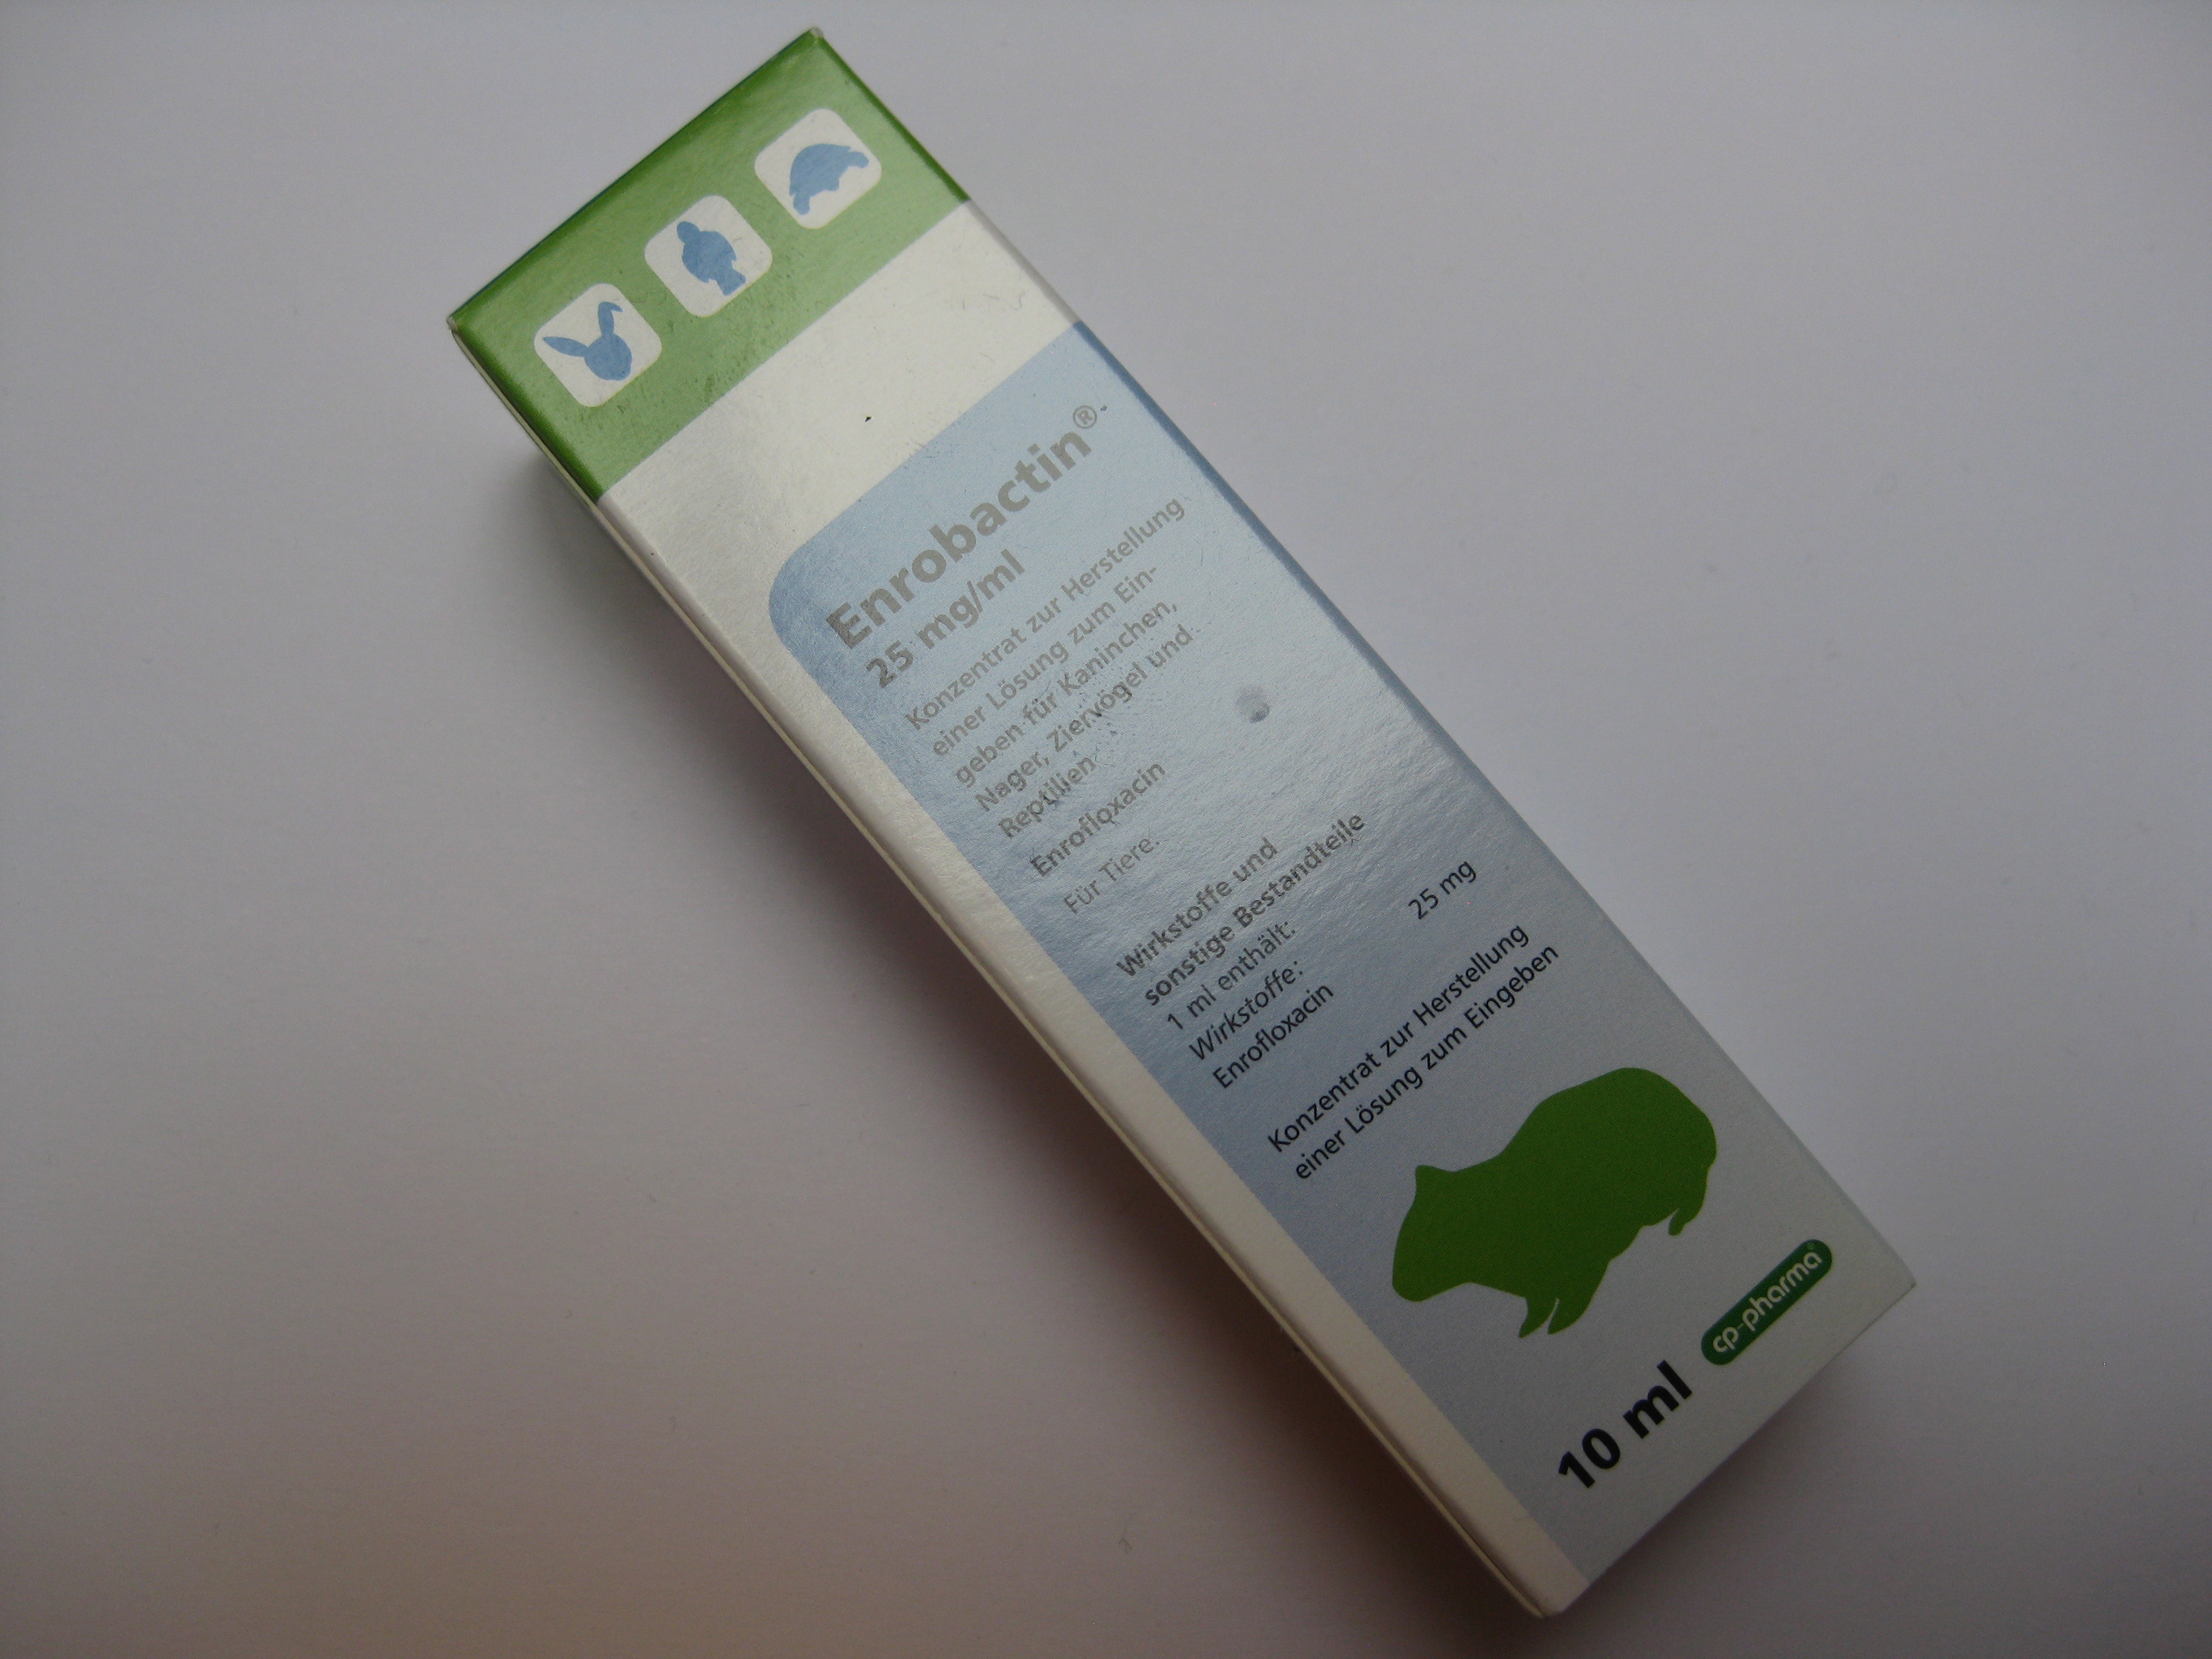 Enrobactin®
25 mg/ml
Konzentrat zur Herstellung
einer Lösung zum Ein-
geben für Kaninchen,
Nager, Ziervögel und
Reptilien
Enrofloxacin
Für Tiere.
Wirkstoffe und
sonstige Bestandteile
1 ml enthält:
Wirkstoffe:
Enrofloxacin 25 mg
Konzentrat zur Herstellung
einer Lösung zum Eingeben
10 ml
cp-pharma®